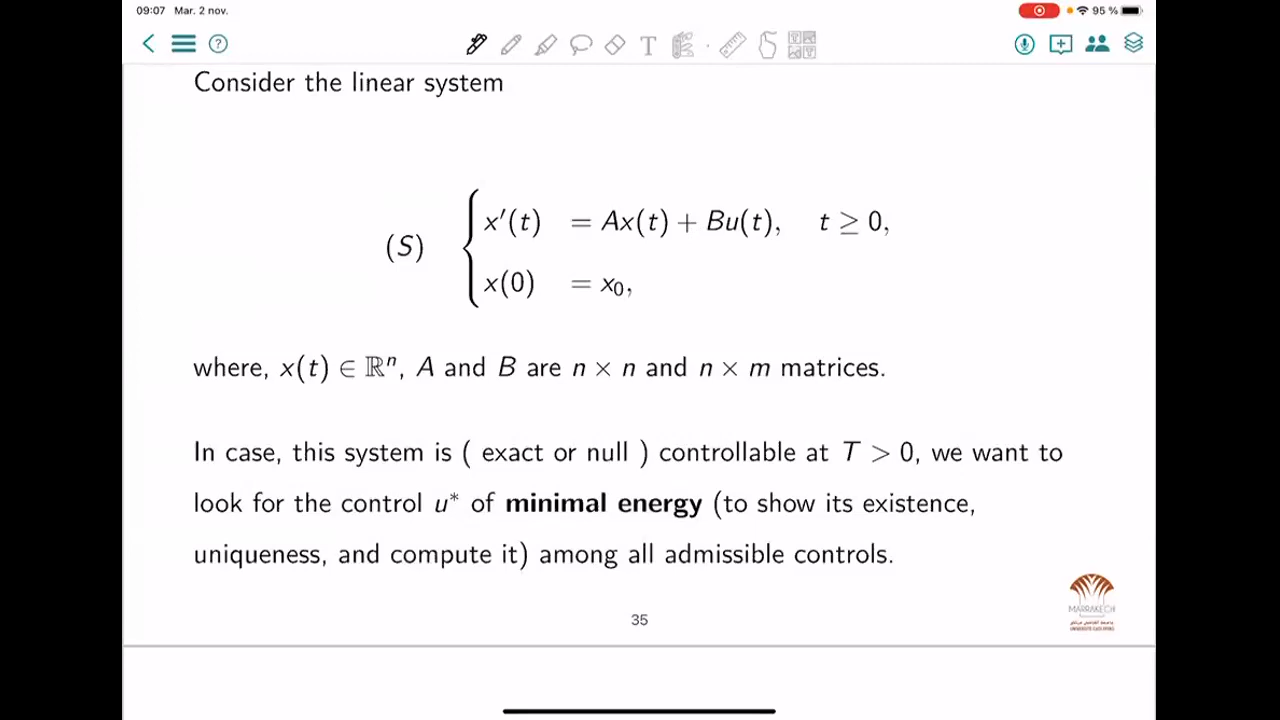 09:07 Mar. 2 nov. 95 %
Consider the linear system
(S) { x′(t) = Ax(t) + Bu(t), t ≥ 0,
x(0) = x₀,
where, x(t) ∈ ℝⁿ, A and B are n × n and n × m matrices.
In case, this system is ( exact or null ) controllable at T > 0, we want to
look for the control u* of minimal energy (to show its existence,
uniqueness, and compute it) among all admissible controls.
35
MARRAKECH